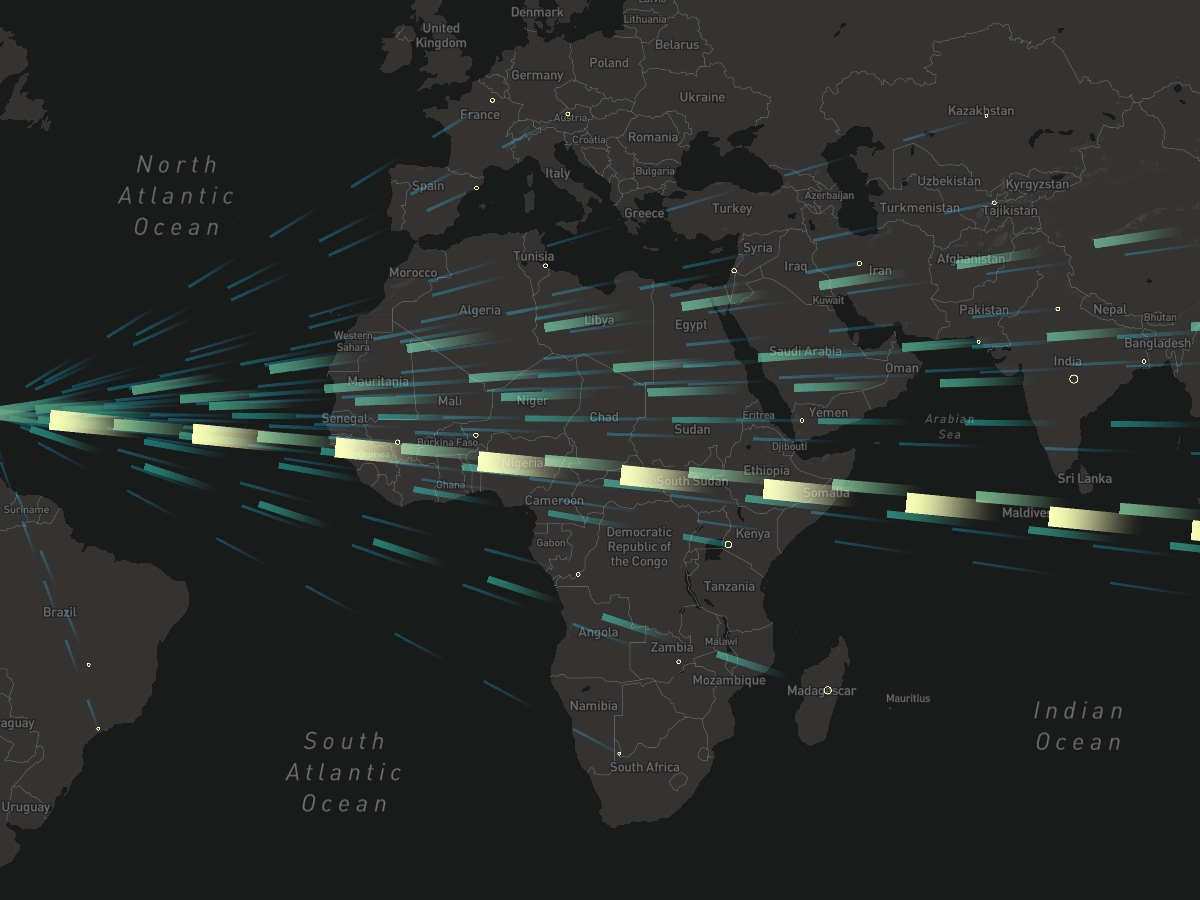 Latvia
Denmark
Lithuania
United
Kingdom
Belarus
Poland
Germany
Ukraine
France
Austria
Kazakhstan
Croatia
Romania
North
Atlantic
Ocean
Italy
Bulgaria
Spain
Uzbekistan
Kyrgyzstan
Azerbaijan
Greece
Turkey
Turkmenistan
Tajikistan
Syria
Tunisia
Morocco
Iraq
Iran
Afghanistan
Kuwait
Algeria
Libya
Egypt
Pakistan
Nepal
Bhutan
Western
Sahara
Saudi Arabia
Bangladesh
India
Oman
Mauritania
Mali
Niger
Senegal
Chad
Eritrea
Yemen
Arabian
Sea
Sudan
Burkina Faso
Djibouti
Guinea
Nigeria
Ethiopia
Ghana
South Sudan
Sri Lanka
Somalia
Cameroon
Suriname
Maldives
Democratic
Republic of
the Congo
Kenya
Gabon
Tanzania
Brazil
Angola
Zambia
Malawi
Mozambique
Madagascar
Mauritius
Namibia
Indian
Ocean
raguay
South
Atlantic
Ocean
South Africa
Uruguay